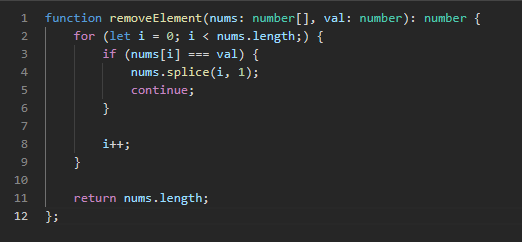 1 function removeElement(nums: number[], val: number): number {
2     for (let i = 0; i < nums.length;) {
3         if (nums[i] === val) {
4             nums.splice(i, 1);
5             continue;
6         }
7
8         i++;
9     }
10
11     return nums.length;
12 };